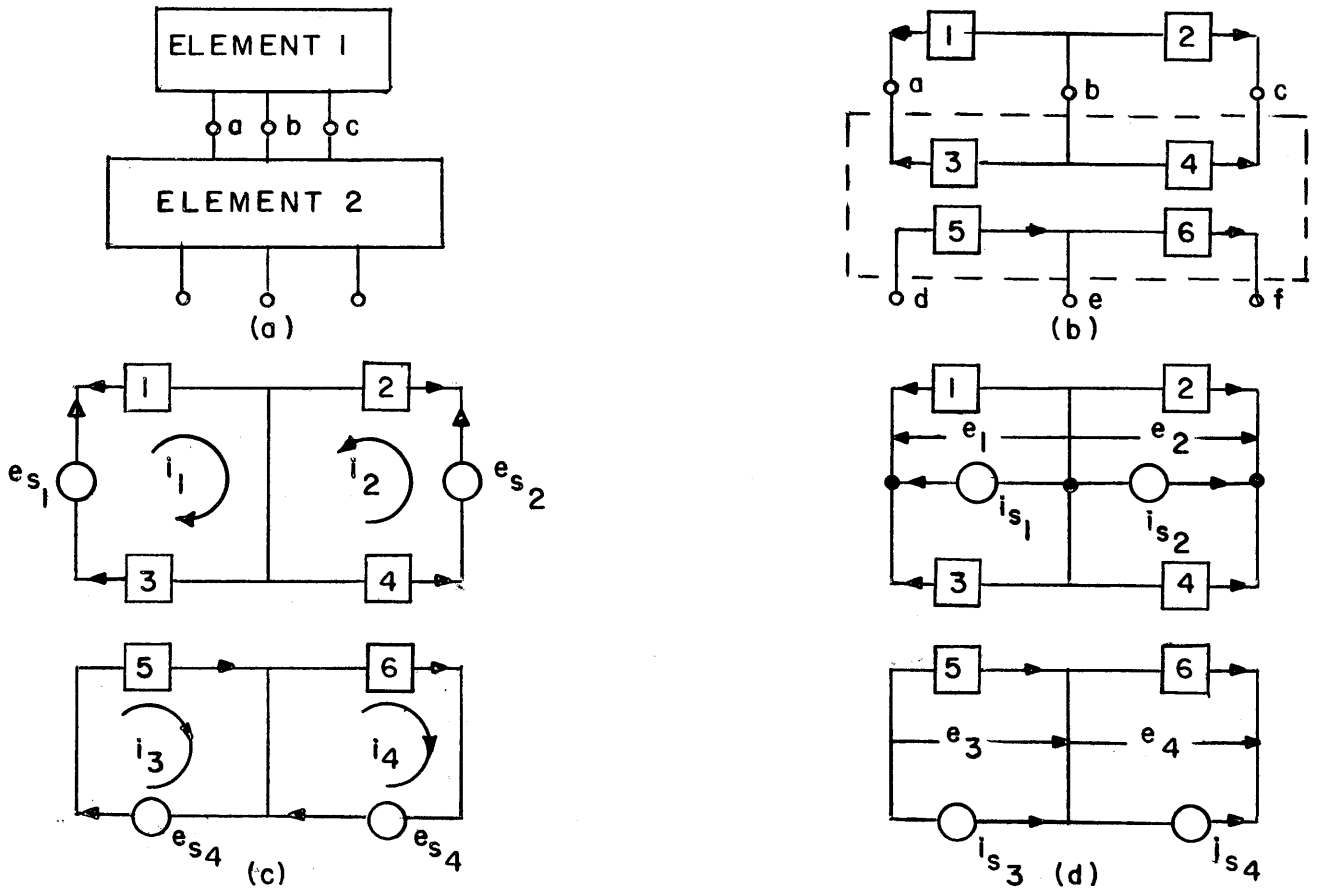 ELEMENT 1
a b c
ELEMENT 2
(a)
1 2
a b c
3 4
5 6
d e f
(b)
1 2
e_{s_1} i_1 i_2 e_{s_2}
3 4
5 6
i_3 i_4
e_{s_4} e_{s_4}
(c)
1 2
e_1 e_2
i_{s_1} i_{s_2}
3 4
5 6
e_3 e_4
i_{s_3} i_{s_4}
(d)